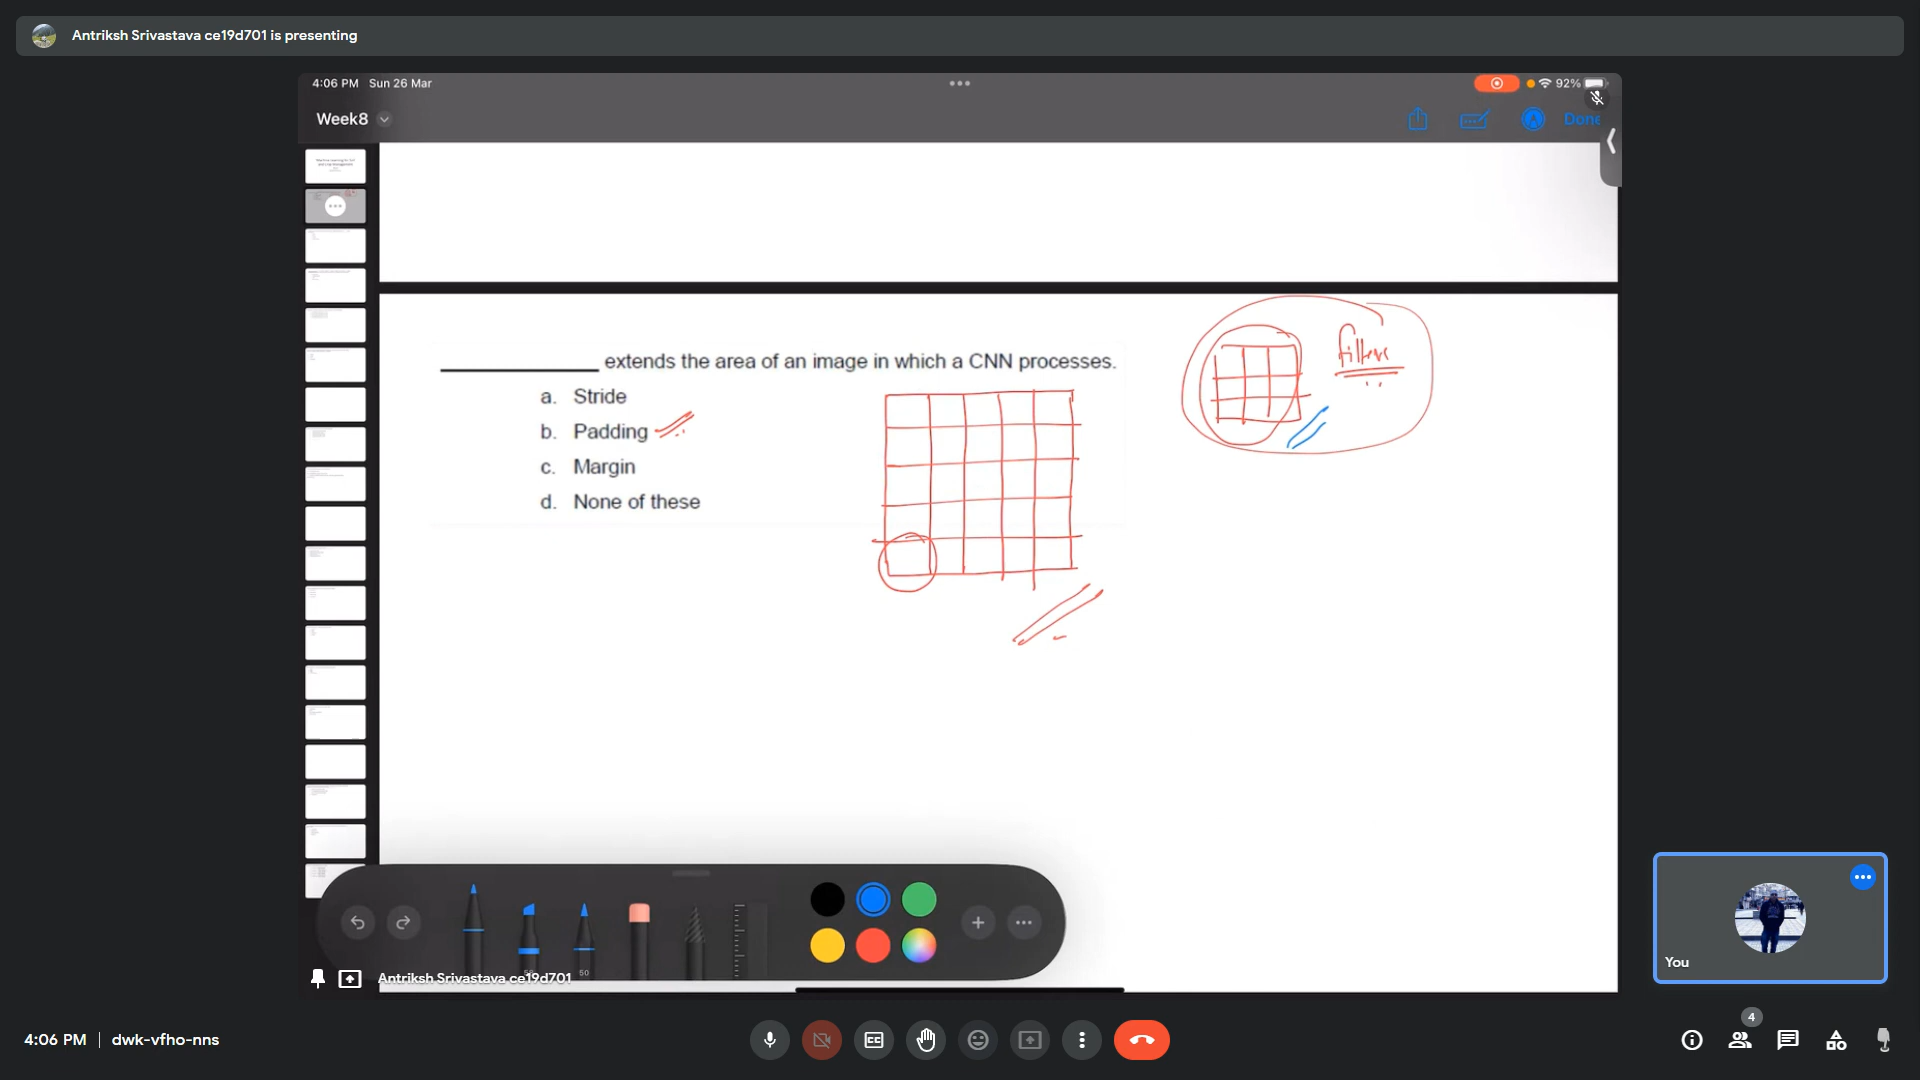 Antriksh Srivastava ce19d701 is presenting
4:06 PM Sun 26 Mar
92%
Week8
Done
__________ extends the area of an image in which a CNN processes.
a. Stride
b. Padding
c. Margin
d. None of these
filters
50
Antriksh Srivastava ce19d701
You
4:06 PM | dwk-vfho-nns
4